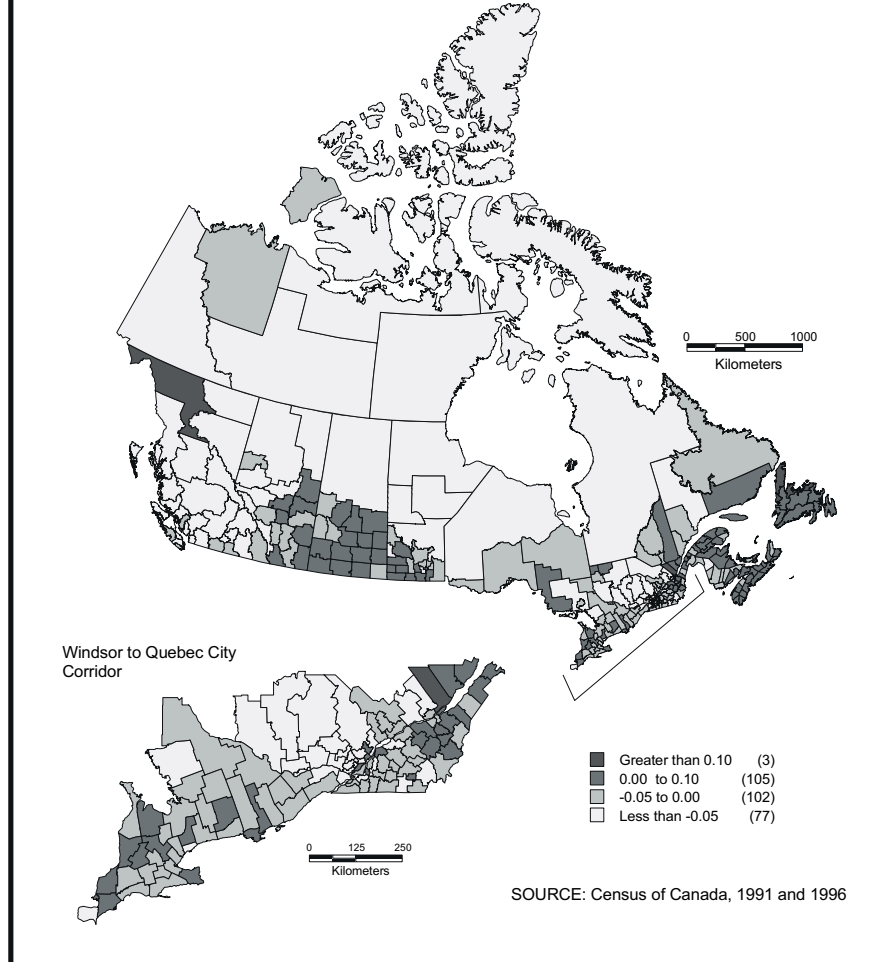 0 500 1000
Kilometers
Windsor to Quebec City
Corridor
Greater than 0.10 (3)
0.00 to 0.10 (105)
-0.05 to 0.00 (102)
Less than -0.05 (77)
0 125 250
Kilometers
SOURCE: Census of Canada, 1991 and 1996